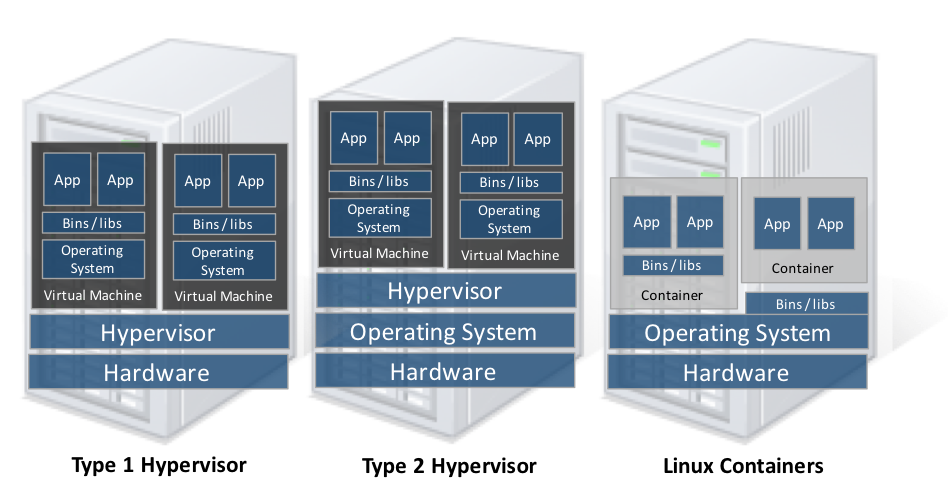 App App
Bins / libs
Operating
System
Virtual Machine
App App
Bins / libs
Operating
System
Virtual Machine
Hypervisor
Hardware
Type 1 Hypervisor
App App
Bins / libs
Operating
System
Virtual Machine
App App
Bins / libs
Operating
System
Virtual Machine
Hypervisor
Operating System
Hardware
Type 2 Hypervisor
App App
Bins / libs
Container
App App
Container
Bins / libs
Operating System
Hardware
Linux Containers